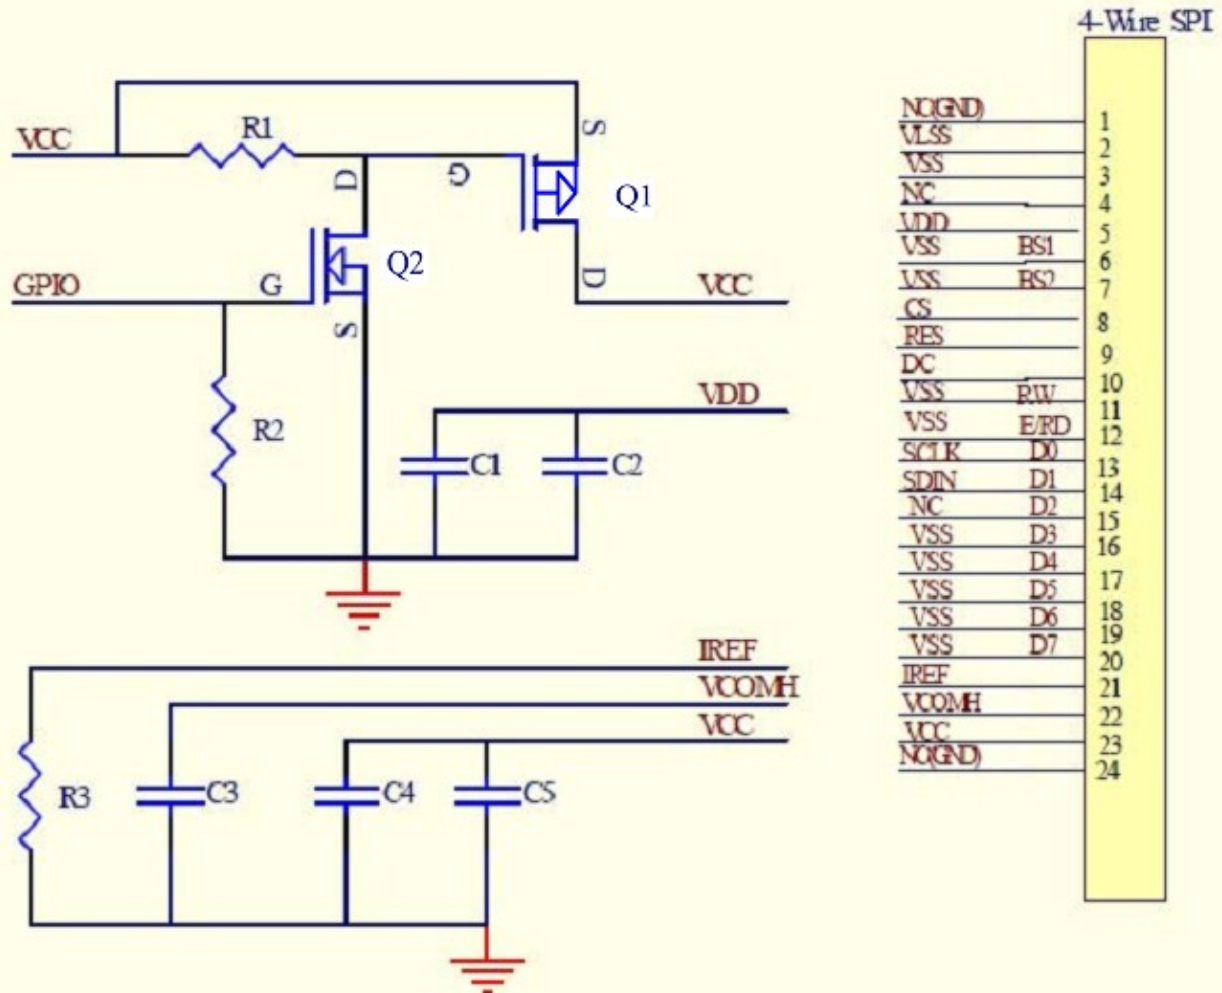 4-Wire SPI
VCC
R1
S
D
G
Q1
GPIO
G
Q2
S
D
VCC
R2
VDD
C1
C2
IREF
VCOMH
VCC
R3
C3
C4
C5
NC(GND) 1
VLSS 2
VSS 3
NC 4
VDD 5
VSS BS1 6
VSS BS2 7
CS 8
RES 9
DC 10
VSS RW 11
VSS E/RD 12
SCLK D0 13
SDIN D1 14
NC D2 15
VSS D3 16
VSS D4 17
VSS D5 18
VSS D6 19
VSS D7 20
IREF 21
VCOMH 22
VCC 23
NC(GND) 24